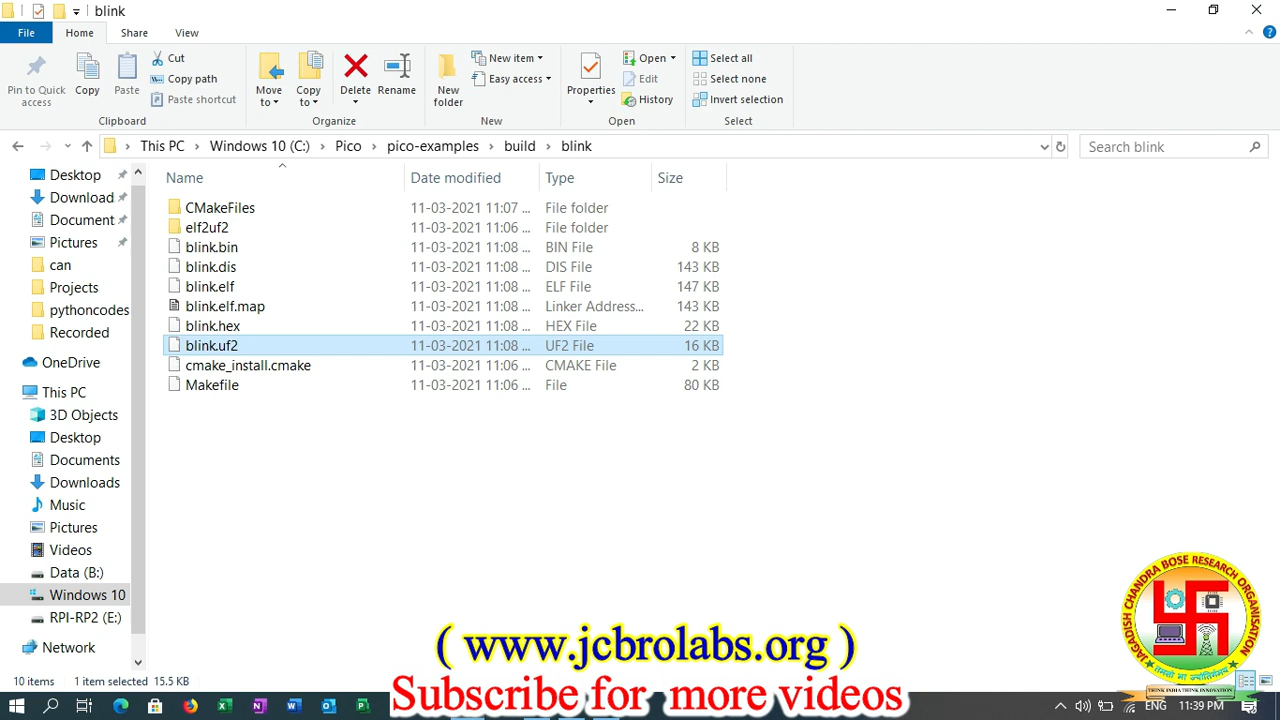 blink
File Home Share View
Pin to Quick access
Copy
Paste
Cut
Copy path
Paste shortcut
Clipboard
Move to
Copy to
Delete
Rename
Organize
New folder
New item
Easy access
New
Properties
Open
Edit
History
Open
Select all
Select none
Invert selection
Select
This PC > Windows 10 (C:) > Pico > pico-examples > build > blink
Search blink
Name Date modified Type Size
CMakeFiles 11-03-2021 11:07 ... File folder
elf2uf2 11-03-2021 11:06 ... File folder
blink.bin 11-03-2021 11:08 ... BIN File 8 KB
blink.dis 11-03-2021 11:08 ... DIS File 143 KB
blink.elf 11-03-2021 11:08 ... ELF File 147 KB
blink.elf.map 11-03-2021 11:08 ... Linker Address... 143 KB
blink.hex 11-03-2021 11:08 ... HEX File 22 KB
blink.uf2 11-03-2021 11:08 ... UF2 File 16 KB
cmake_install.cmake 11-03-2021 11:06 ... CMAKE File 2 KB
Makefile 11-03-2021 11:06 ... File 80 KB
Desktop
Download
Document
Pictures
can
Projects
pythoncodes
Recorded
OneDrive
This PC
3D Objects
Desktop
Documents
Downloads
Music
Pictures
Videos
Data (B:)
Windows 10
RPI-RP2 (E:)
Network
10 items 1 item selected 15.5 KB
( www.jcbrolabs.org )
Subscribe for more videos
JAGADISH CHANDRA BOSE RESEARCH ORGANISATION
तमसो मा ज्योतिर्गमय
THINK INDIA THINK INNOVATION
ENG 11:39 PM